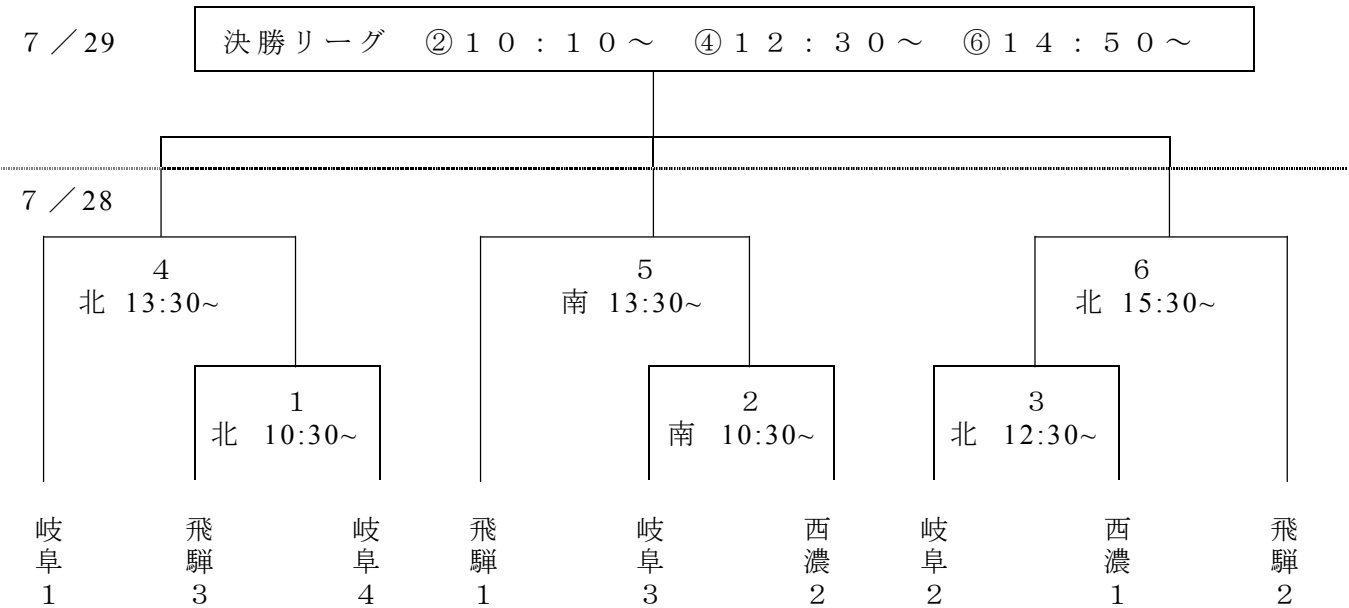 7／29
決勝リーグ ②１０：１０～ ④１２：３０～ ⑥１４：５０～
7／28
4
北 13:30~
5
南 13:30~
6
北 15:30~
1
北 10:30~
2
南 10:30~
3
北 12:30~
岐阜1
飛騨3
岐阜4
飛騨1
岐阜3
西濃2
岐阜2
西濃1
飛騨2